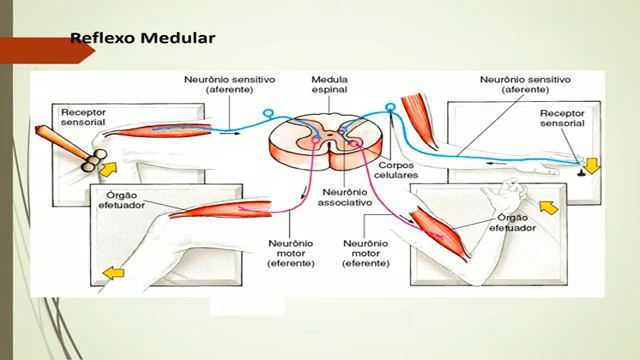 Reflexo Medular
Neurônio sensitivo
(aferente)
Medula
espinal
Neurônio sensitivo
(aferente)
Receptor
sensorial
Receptor
sensorial
Corpos
celulares
Órgão
efetuador
Neurônio
associativo
Órgão
efetuador
Neurônio
motor
(eferente)
Neurônio
motor
(eferente)